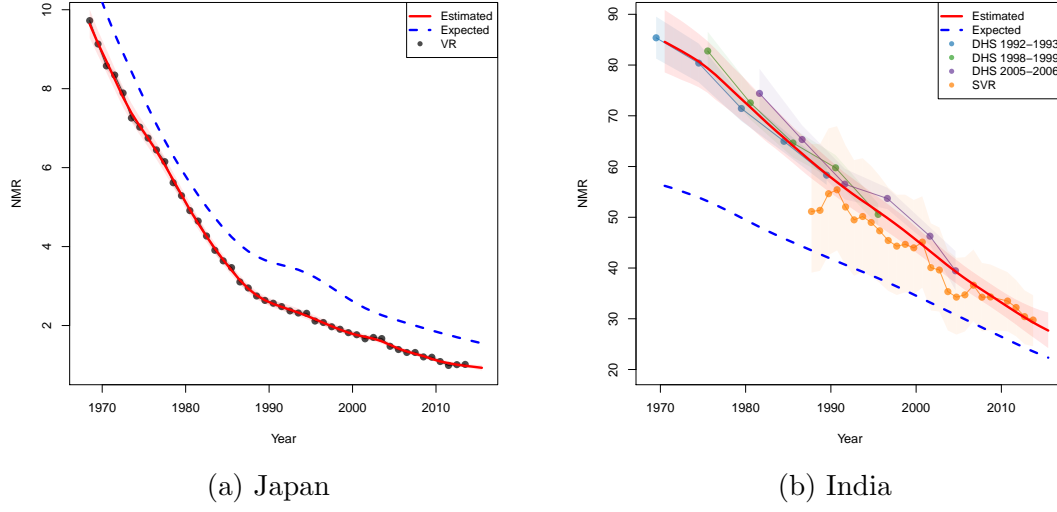 Estimated
Expected
VR
NMR
10
8
6
4
2
1970 1980 1990 2000 2010
Year
(a) Japan
Estimated
Expected
DHS 1992−1993
DHS 1998−1999
DHS 2005−2006
SVR
NMR
90
80
70
60
50
40
30
20
1970 1980 1990 2000 2010
Year
(b) India